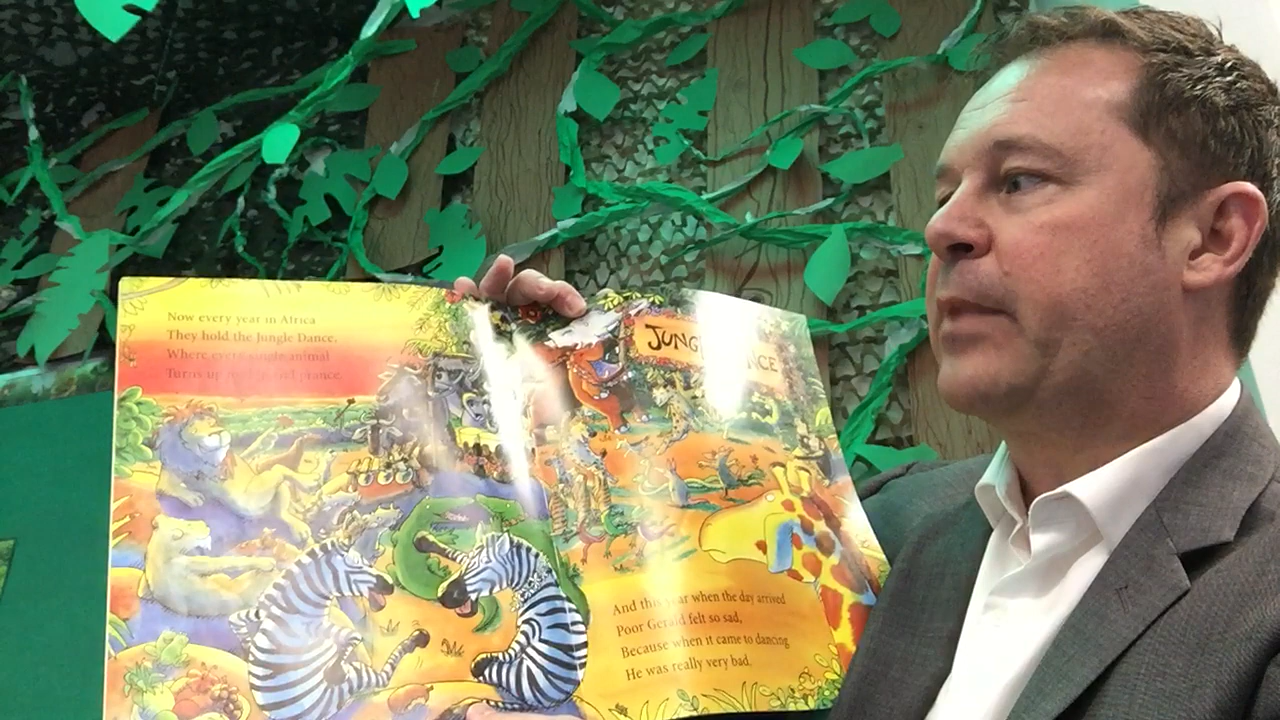 Now every year in Africa
They hold the Jungle Dance.
Where every single animal
Turns up and prance.
JUNG NCE
And this year when the day arrived
Poor Gerald felt so sad,
Because when it came to dancing
He was really very bad.